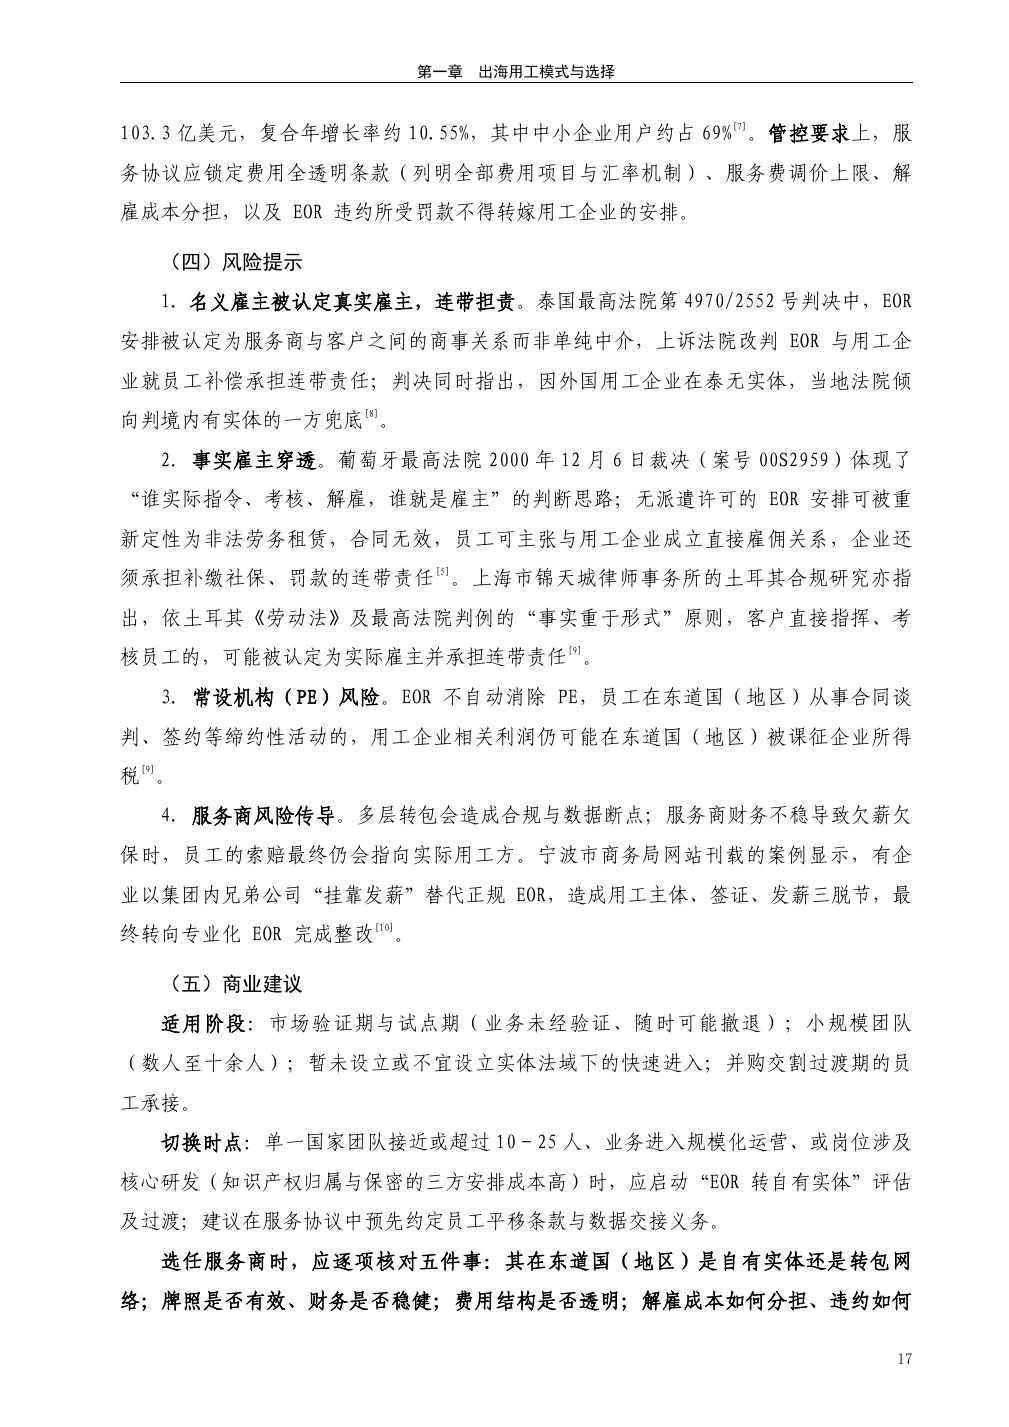 第一章　出海用工模式与选择
103.3 亿美元，复合年增长率约 10.55%，其中中小企业用户约占 69%[7]。管控要求上，服
务协议应锁定费用全透明条款（列明全部费用项目与汇率机制）、服务费调价上限、解
雇成本分担，以及 EOR 违约所受罚款不得转嫁用工企业的安排。
（四）风险提示
1. 名义雇主被认定真实雇主，连带担责。泰国最高法院第 4970/2552 号判决中，EOR
安排被认定为服务商与客户之间的商事关系而非单纯中介，上诉法院改判 EOR 与用工企
业就员工补偿承担连带责任；判决同时指出，因外国用工企业在泰无实体，当地法院倾
向判境内有实体的一方兜底[8]。
2. 事实雇主穿透。葡萄牙最高法院 2000 年 12 月 6 日裁决（案号 00S2959）体现了
“谁实际指令、考核、解雇，谁就是雇主”的判断思路；无派遣许可的 EOR 安排可被重
新定性为非法劳务租赁，合同无效，员工可主张与用工企业成立直接雇佣关系，企业还
须承担补缴社保、罚款的连带责任[5]。上海市锦天城律师事务所的土耳其合规研究亦指
出，依土耳其《劳动法》及最高法院判例的“事实重于形式”原则，客户直接指挥、考
核员工的，可能被认定为实际雇主并承担连带责任[9]。
3. 常设机构（PE）风险。EOR 不自动消除 PE，员工在东道国（地区）从事合同谈
判、签约等缔约性活动的，用工企业相关利润仍可能在东道国（地区）被课征企业所得
税[9]。
4. 服务商风险传导。多层转包会造成合规与数据断点；服务商财务不稳导致欠薪欠
保时，员工的索赔最终仍会指向实际用工方。宁波市商务局网站刊载的案例显示，有企
业以集团内兄弟公司“挂靠发薪”替代正规 EOR，造成用工主体、签证、发薪三脱节，最
终转向专业化 EOR 完成整改[10]。
（五）商业建议
适用阶段：市场验证期与试点期（业务未经验证、随时可能撤退）；小规模团队
（数人至十余人）；暂未设立或不宜设立实体法域下的快速进入；并购交割过渡期的员
工承接。
切换时点：单一国家团队接近或超过 10－25 人、业务进入规模化运营、或岗位涉及
核心研发（知识产权归属与保密的三方安排成本高）时，应启动“EOR 转自有实体”评估
及过渡；建议在服务协议中预先约定员工平移条款与数据交接义务。
选任服务商时，应逐项核对五件事：其在东道国（地区）是自有实体还是转包网
络；牌照是否有效、财务是否稳健；费用结构是否透明；解雇成本如何分担、违约如何
17